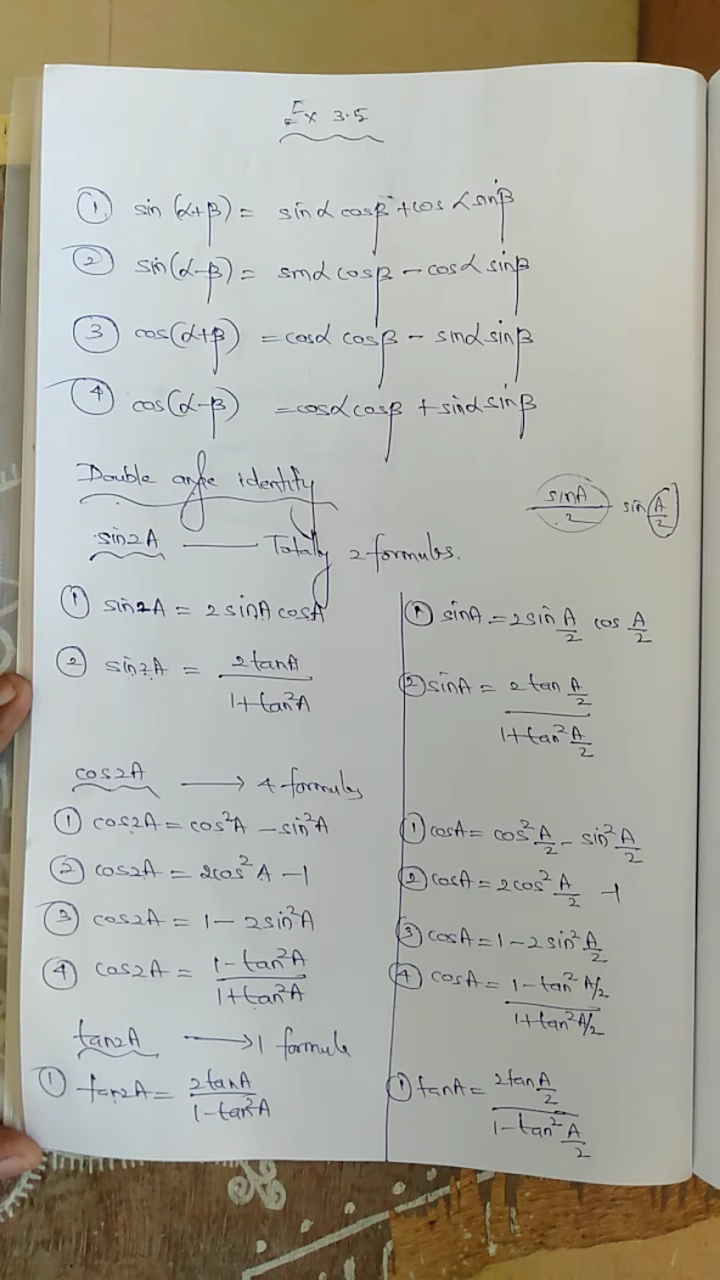 Ex 3.5
① sin (α+β) = sinα cosβ + cos α sinβ
② sin(α-β) = sinα cosβ - cosα sinβ
③ cos(α+β) = cosα cosβ - sinα sinβ
④ cos(α-β) = cosα cosβ + sinα sinβ
Double angle identity
sinA/2 sin(A/2)
sin2A —— Totally 2 formulas.
① sin2A = 2 sinA cosA
② sin2A = 2tanA/(1+tan²A)
① sinA = 2sin A/2 cos A/2
② sinA = 2 tan A/2 / (1+tan² A/2)
cos2A → 4 formulas
① cos2A = cos²A - sin²A
② cos2A = 2cos²A - 1
③ cos2A = 1 - 2sin²A
④ cos2A = (1-tan²A)/(1+tan²A)
① cosA = cos² A/2 - sin² A/2
② cosA = 2cos² A/2 - 1
③ cosA = 1 - 2 sin² A/2
④ cosA = (1-tan² A/2)/(1+tan² A/2)
tan2A → 1 formula
① tan2A = 2tanA/(1-tan²A)
① tanA = 2tan A/2 / (1-tan² A/2)